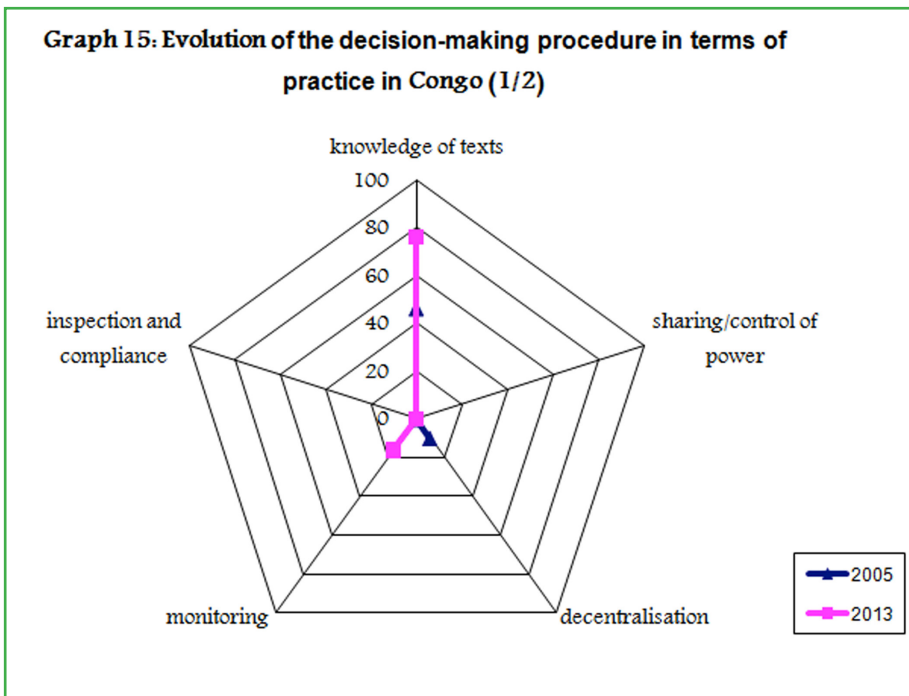 Graph 15: Evolution of the decision-making procedure in terms of
practice in Congo (1/2)
knowledge of texts
100
80
60
40
20
0
inspection and
compliance
sharing/control of
power
monitoring
decentralisation
2005
2013